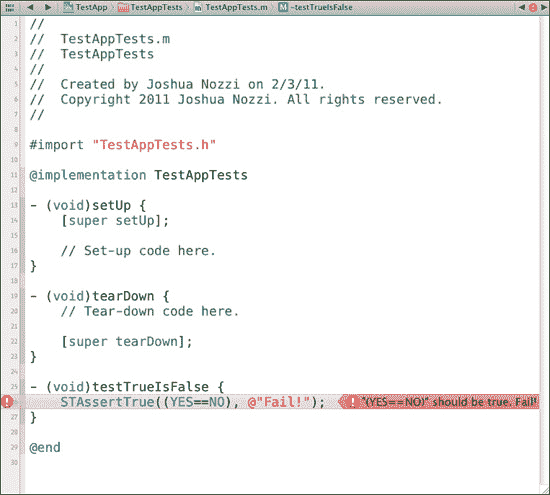 TestApp TestAppTests TestAppTests.m M -testTrueIsFalse
1 //
2 //  TestAppTests.m
3 //  TestAppTests
4 //
5 //  Created by Joshua Nozzi on 2/3/11.
6 //  Copyright 2011 Joshua Nozzi. All rights reserved.
7 //
8
9 #import "TestAppTests.h"
10
11 @implementation TestAppTests
12
13 - (void)setUp {
14     [super setUp];
15
16     // Set-up code here.
17 }
18
19 - (void)tearDown {
20     // Tear-down code here.
21
22     [super tearDown];
23 }
24
25 - (void)testTrueIsFalse {
    STAssertTrue((YES==NO), @"Fail!"); "(YES==NO)" should be true. Fail!
27 }
28
29 @end
30